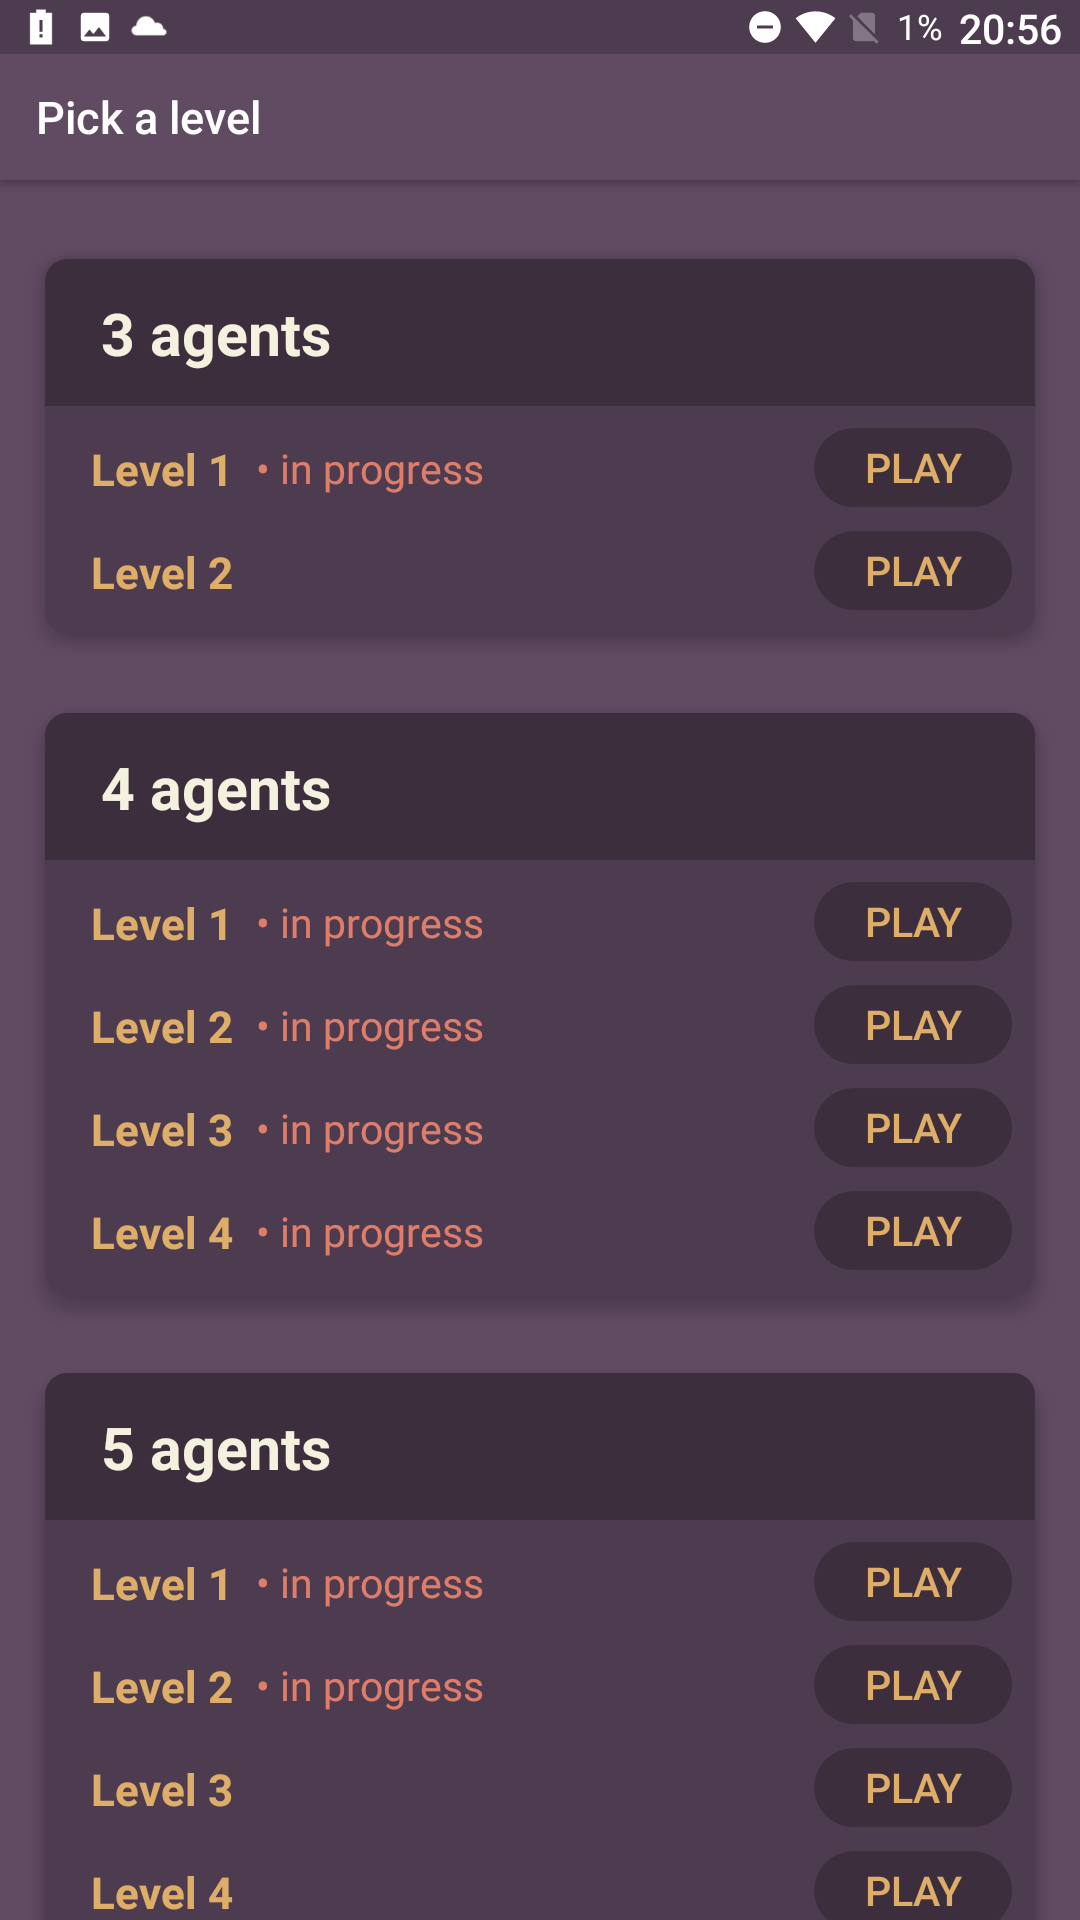 1% 20:56
Pick a level
3 agents
Level 1 • in progress PLAY
Level 2 PLAY
4 agents
Level 1 • in progress PLAY
Level 2 • in progress PLAY
Level 3 • in progress PLAY
Level 4 • in progress PLAY
5 agents
Level 1 • in progress PLAY
Level 2 • in progress PLAY
Level 3 PLAY
Level 4 PLAY